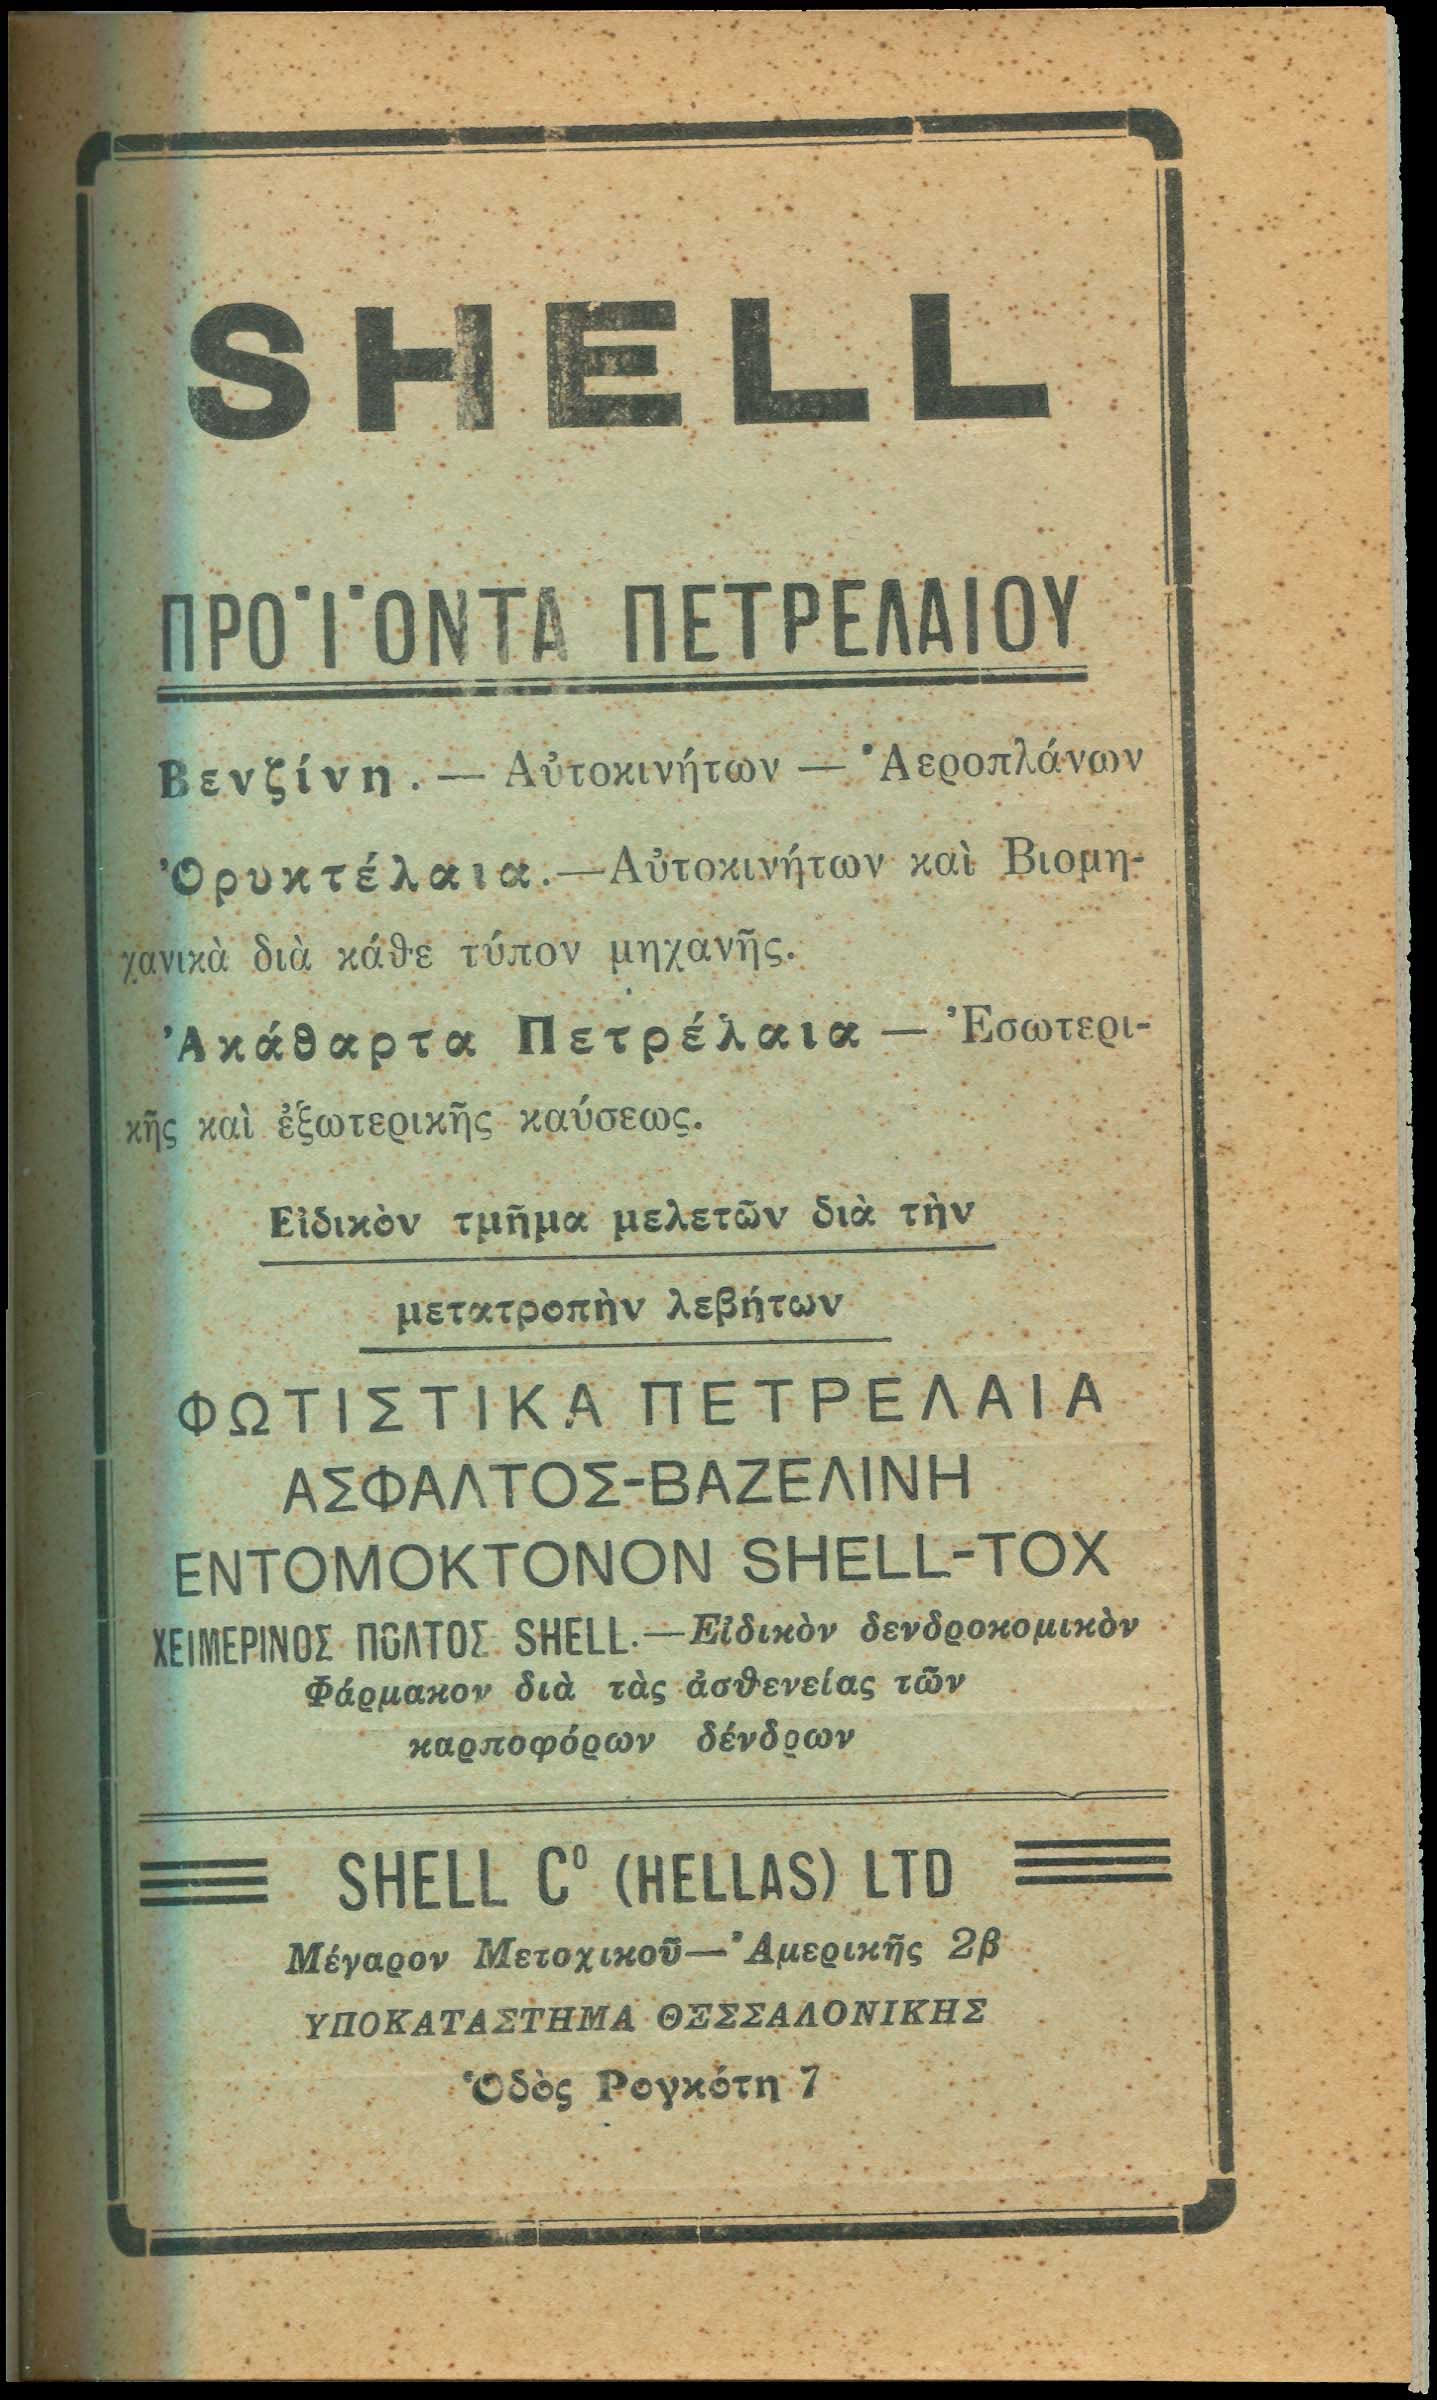 SHELL
ΠΡΟΪΟΝΤΑ ΠΕΤΡΕΛΑΙΟΥ
Βενζίνη. — Αὐτοκινήτων — Ἀεροπλάνων
Ὀρυκτέλαια.—Αὐτοκινήτων καὶ Βιομη-
χανικὰ διὰ κάθε τύπον μηχανῆς.
Ἀκάθαρτα Πετρέλαια — Ἐσωτερι-
κῆς καὶ ἐξωτερικῆς καύσεως.
Εἰδικὸν τμῆμα μελετῶν διὰ τὴν
μετατροπὴν λεβήτων
ΦΩΤΙΣΤΙΚΑ ΠΕΤΡΕΛΑΙΑ
ΑΣΦΑΛΤΟΣ-ΒΑΖΕΛΙΝΗ
ΕΝΤΟΜΟΚΤΟΝΟΝ SHELL-TOX
ΧΕΙΜΕΡΙΝΟΣ ΠΟΛΤΟΣ SHELL.—Εἰδικὸν δενδροκομικὸν
Φάρμακον διὰ τὰς ἀσθενείας τῶν
καρποφόρων δένδρων
SHELL Cº (HELLAS) LTD
Μέγαρον Μετοχικοῦ—Ἀμερικῆς 2β
ΥΠΟΚΑΤΑΣΤΗΜΑ ΘΕΣΣΑΛΟΝΙΚΗΣ
Ὁδὸς Ρογκότη 7